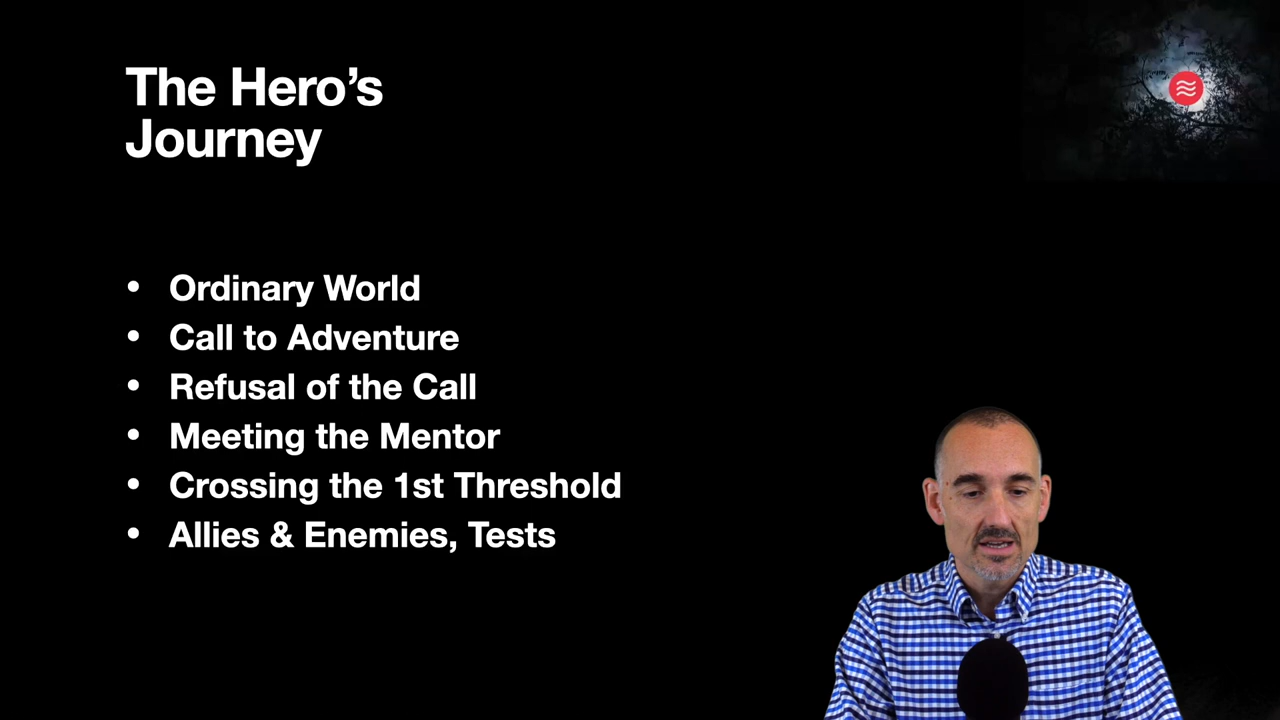 The Hero’s
Journey
• Ordinary World
• Call to Adventure
• Refusal of the Call
• Meeting the Mentor
• Crossing the 1st Threshold
• Allies & Enemies, Tests